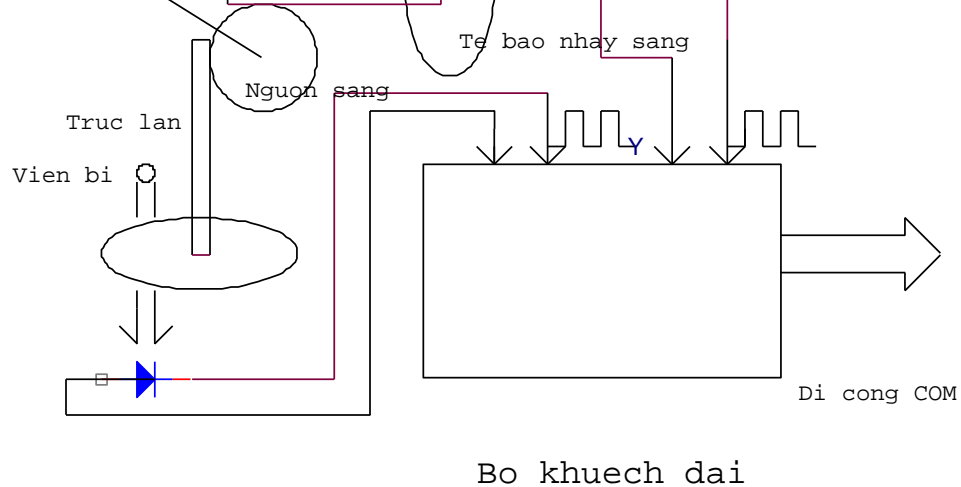 Te bao nhay sang
Nguon sang
Truc lan
Y
Vien bi
Di cong COM
Bo khuech dai